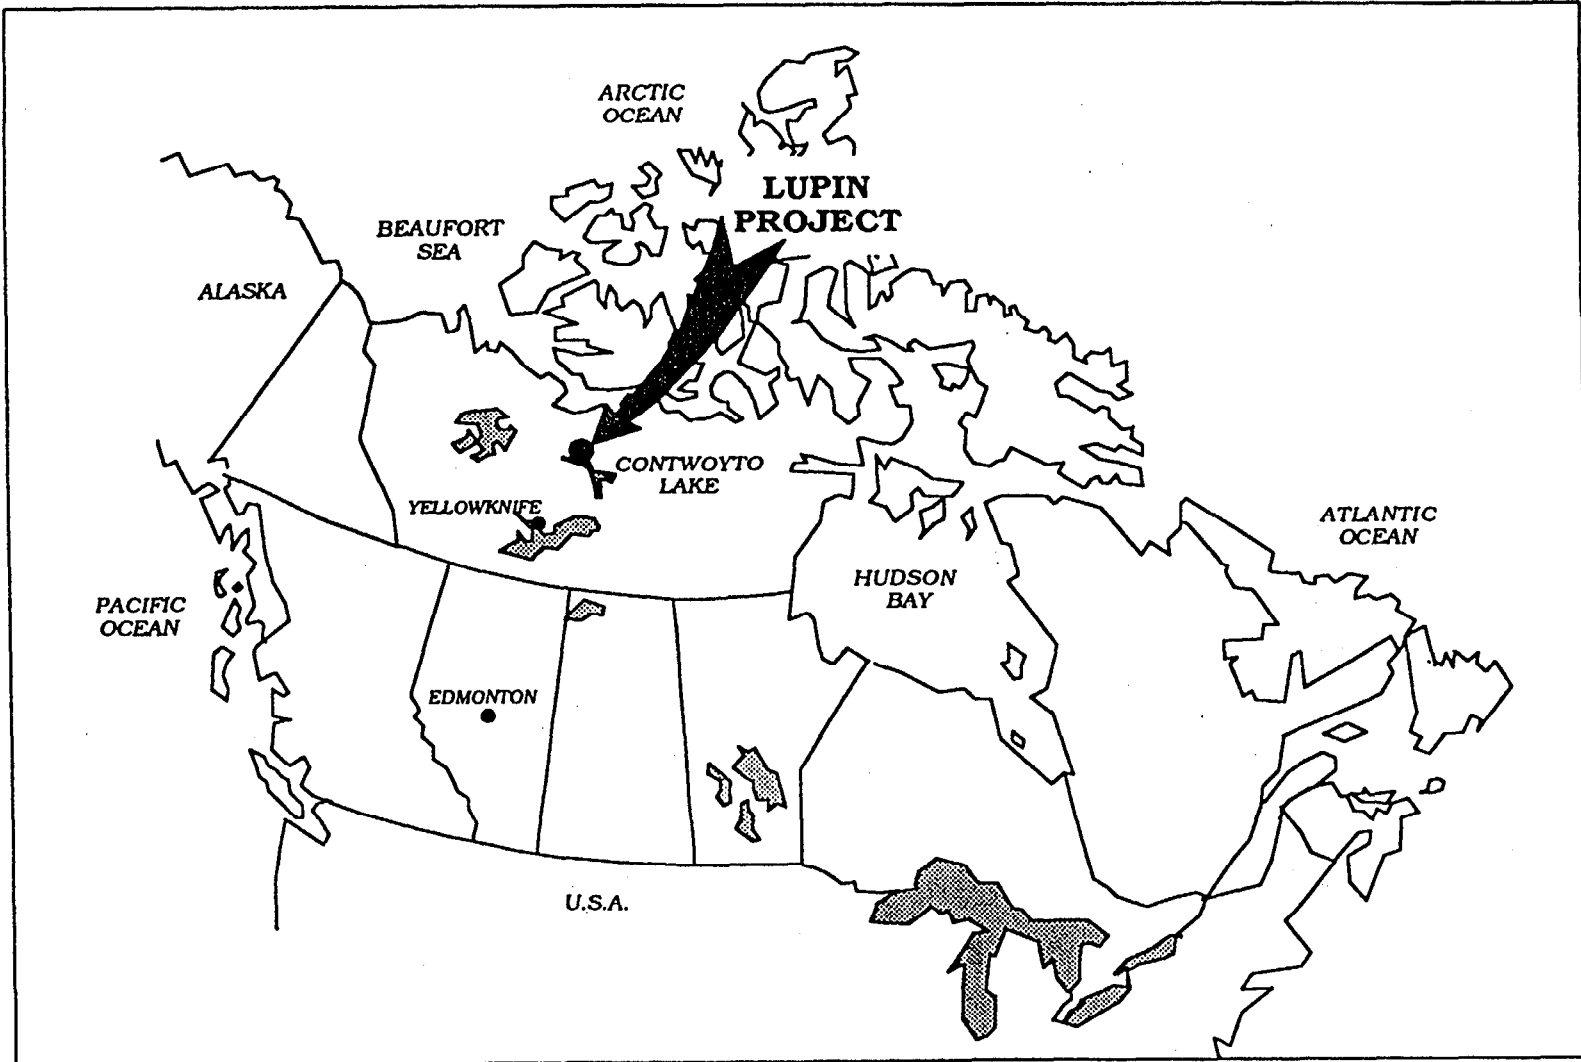 ARCTIC
OCEAN
LUPIN
PROJECT
BEAUFORT
SEA
ALASKA
CONTWOYTO
LAKE
YELLOWKNIFE
ATLANTIC
OCEAN
HUDSON
BAY
PACIFIC
OCEAN
EDMONTON
U.S.A.